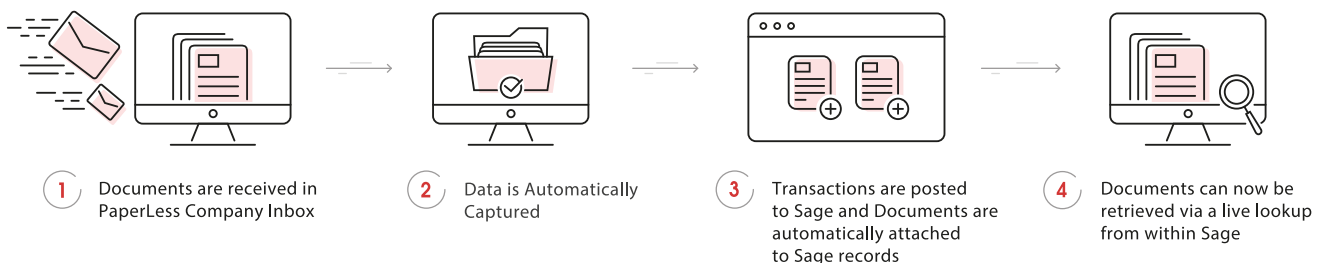 1
Documents are received in
PaperLess Company Inbox
2
Data is Automatically
Captured
3
Transactions are posted
to Sage and Documents are
automatically attached
to Sage records
4
Documents can now be
retrieved via a live lookup
from within Sage